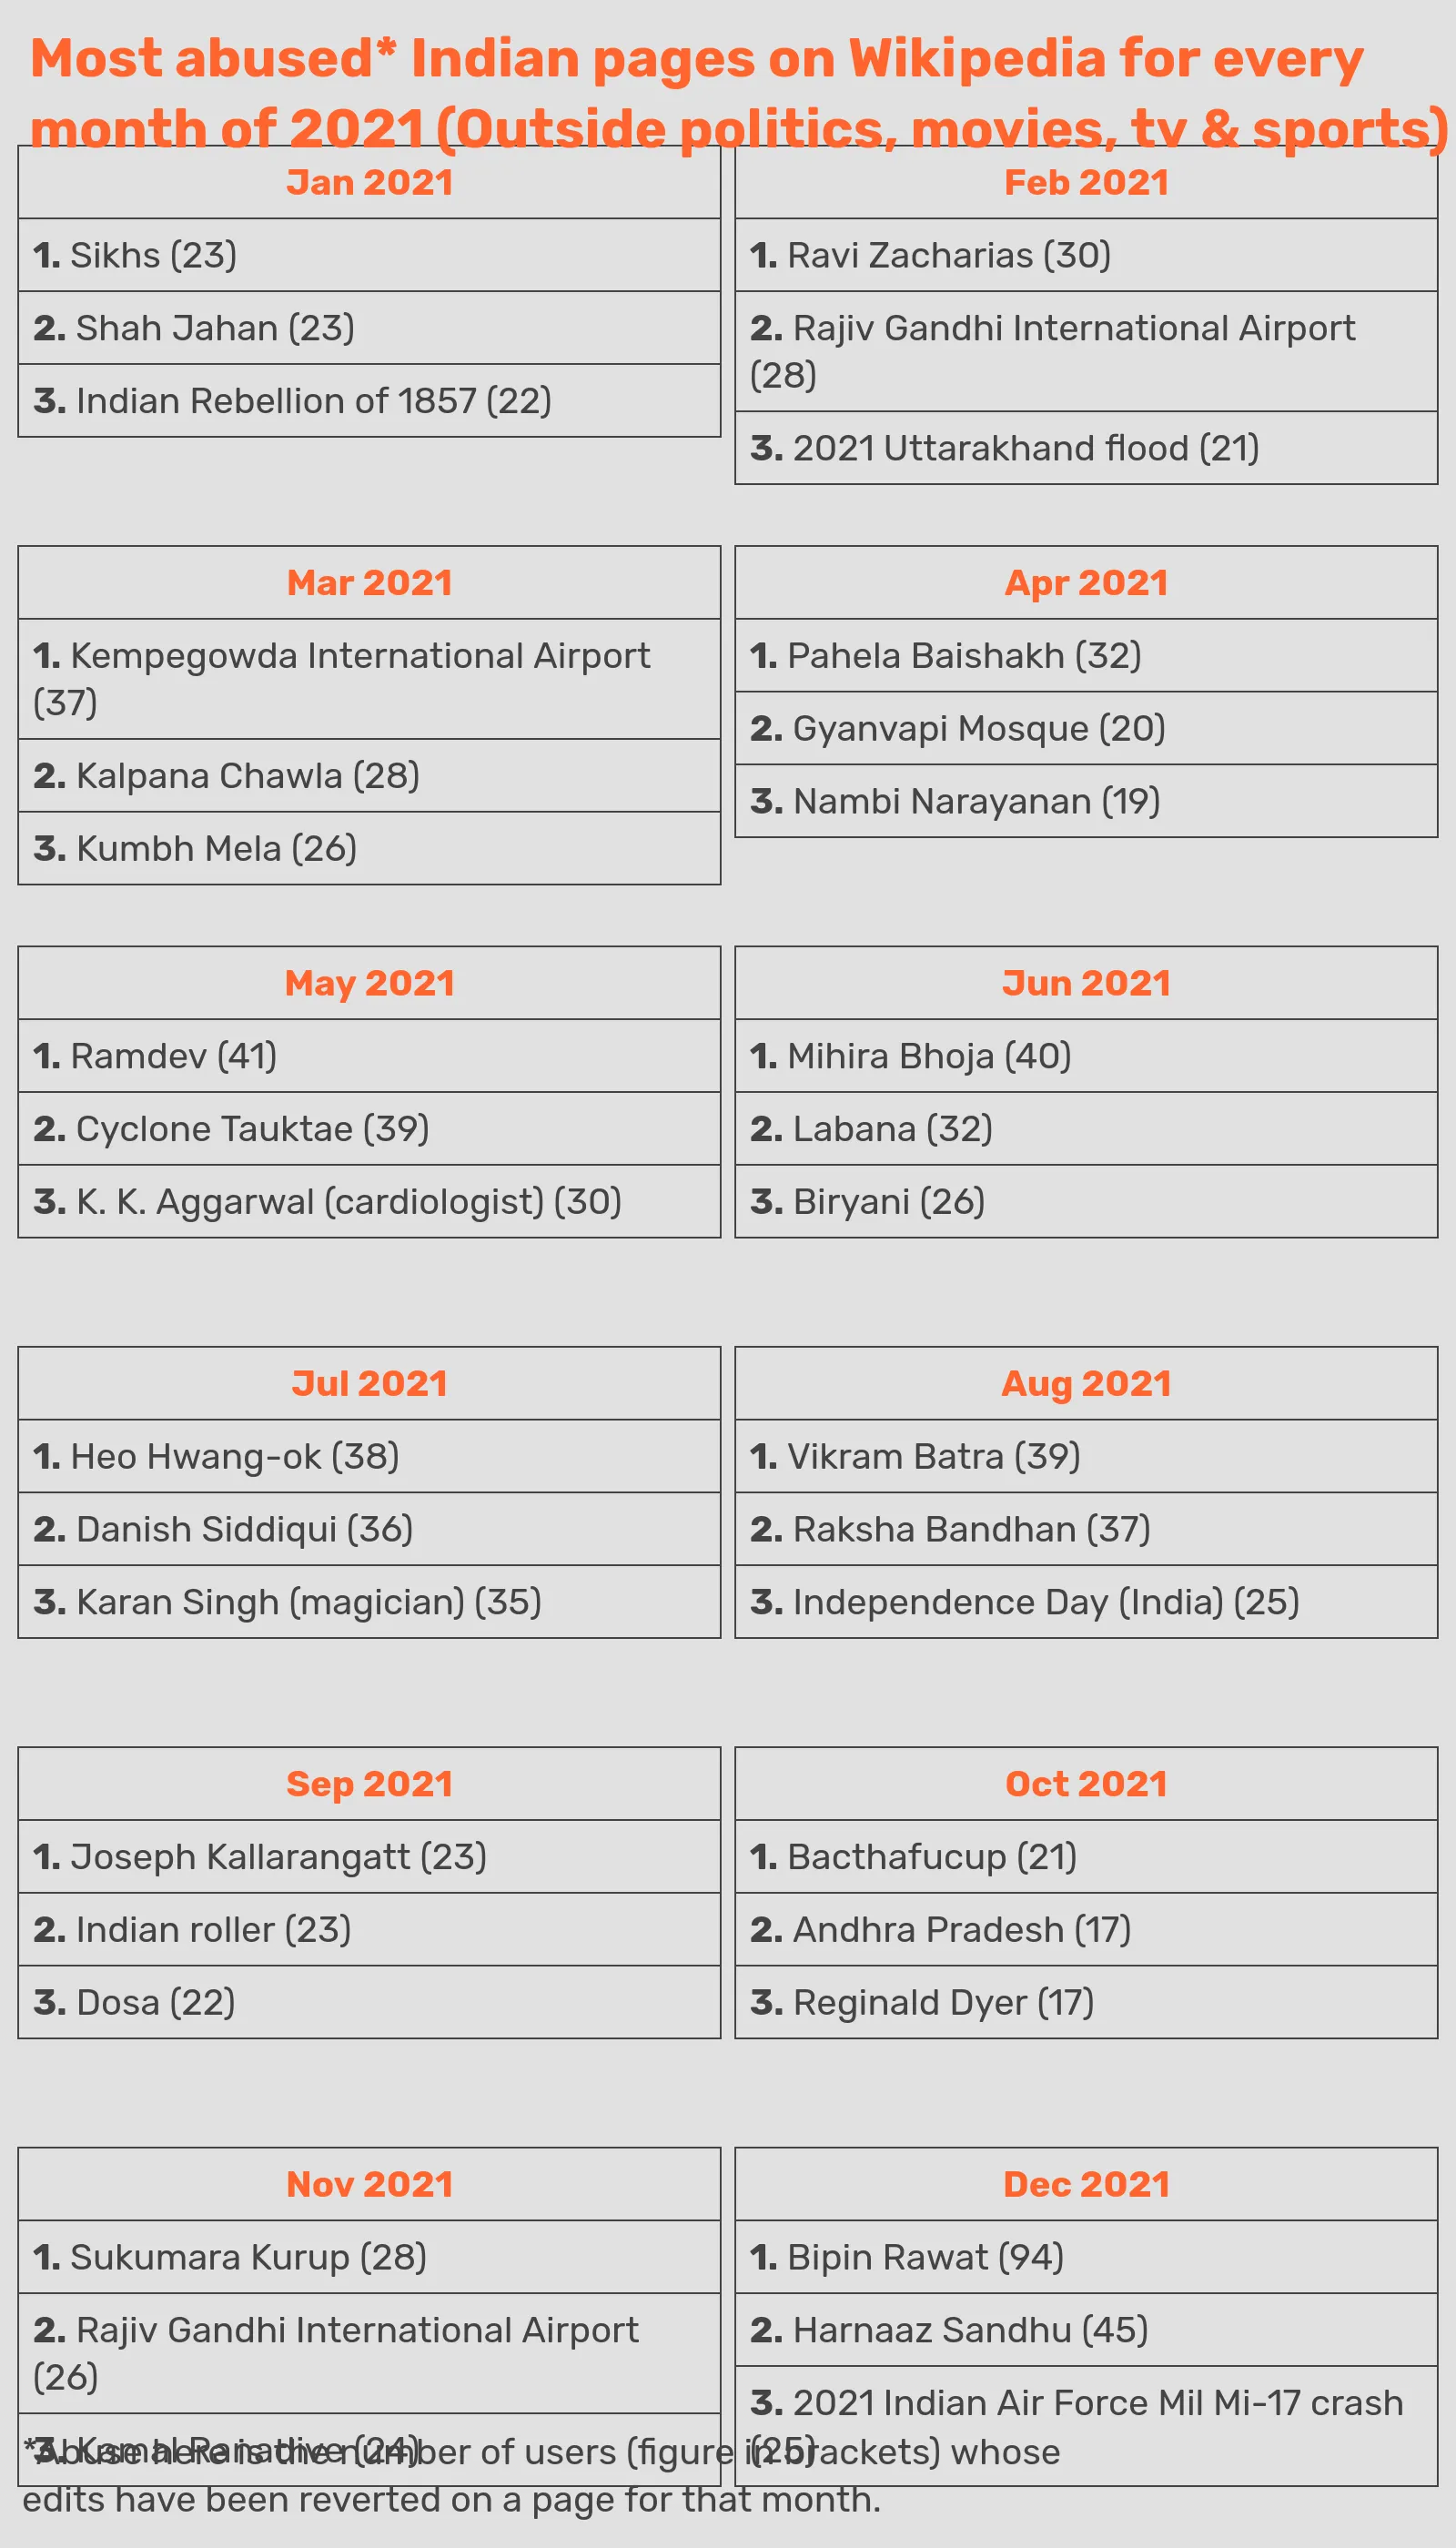 Most abused* Indian pages on Wikipedia for every
month of 2021 (Outside politics, movies, tv & sports)
Jan 2021
1. Sikhs (23)
2. Shah Jahan (23)
3. Indian Rebellion of 1857 (22)
Feb 2021
1. Ravi Zacharias (30)
2. Rajiv Gandhi International Airport
(28)
3. 2021 Uttarakhand flood (21)
Mar 2021
1. Kempegowda International Airport
(37)
2. Kalpana Chawla (28)
3. Kumbh Mela (26)
Apr 2021
1. Pahela Baishakh (32)
2. Gyanvapi Mosque (20)
3. Nambi Narayanan (19)
May 2021
1. Ramdev (41)
2. Cyclone Tauktae (39)
3. K. K. Aggarwal (cardiologist) (30)
Jun 2021
1. Mihira Bhoja (40)
2. Labana (32)
3. Biryani (26)
Jul 2021
1. Heo Hwang-ok (38)
2. Danish Siddiqui (36)
3. Karan Singh (magician) (35)
Aug 2021
1. Vikram Batra (39)
2. Raksha Bandhan (37)
3. Independence Day (India) (25)
Sep 2021
1. Joseph Kallarangatt (23)
2. Indian roller (23)
3. Dosa (22)
Oct 2021
1. Bacthafucup (21)
2. Andhra Pradesh (17)
3. Reginald Dyer (17)
Nov 2021
1. Sukumara Kurup (28)
2. Rajiv Gandhi International Airport
(26)
3. Kamal Ranadive (24)
Dec 2021
1. Bipin Rawat (94)
2. Harnaaz Sandhu (45)
3. 2021 Indian Air Force Mil Mi-17 crash
(25)
*Abuse here is the number of users (figure in brackets) whose
edits have been reverted on a page for that month.